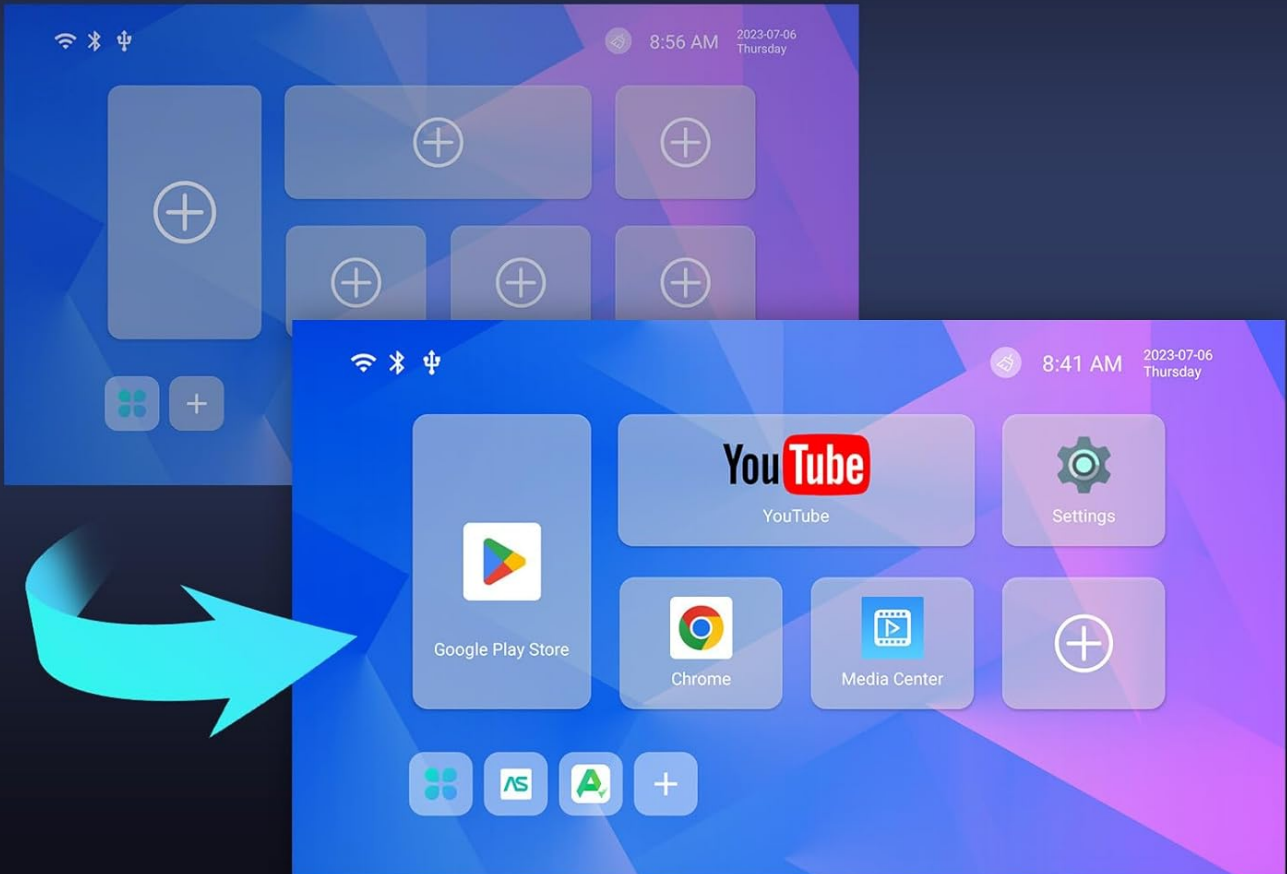 8:56 AM
2023-07-06
Thursday
8:41 AM
2023-07-06
Thursday
YouTube
YouTube
Settings
Google Play Store
Chrome
Media Center
AS
A